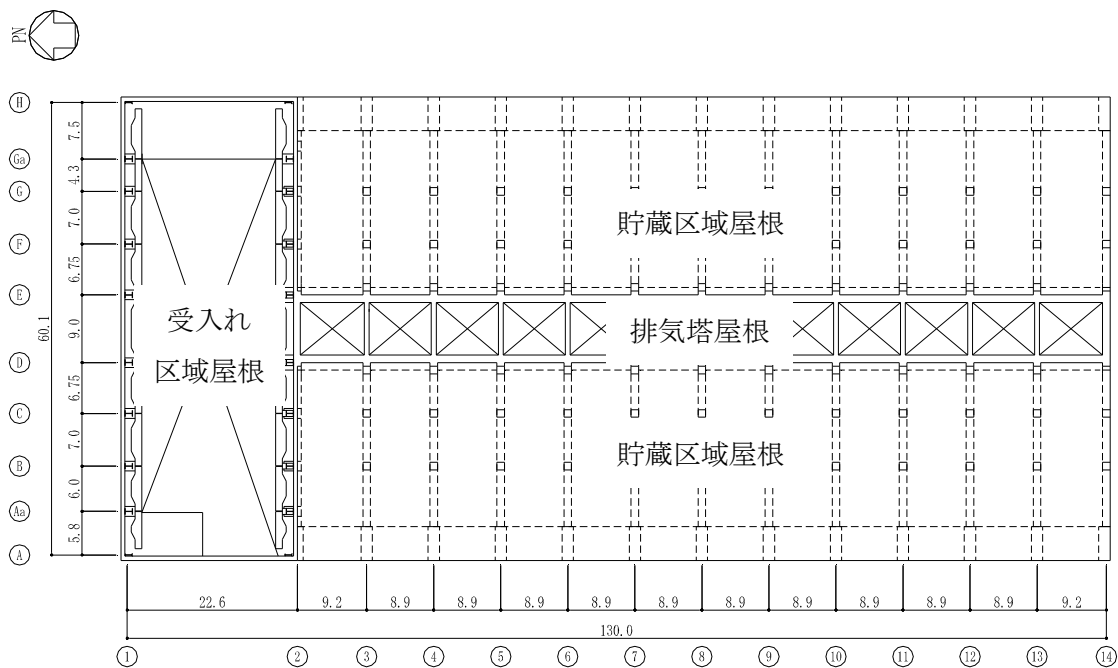 PN
H
7.5
Ga
4.3
G
7.0
F
6.75
E
9.0
60.1
D
6.75
C
7.0
B
6.0
Aa
5.8
A
貯蔵区域屋根
受入れ
区域屋根
排気塔屋根
貯蔵区域屋根
22.6 9.2 8.9 8.9 8.9 8.9 8.9 8.9 8.9 8.9 8.9 8.9 9.2
130.0
1 2 3 4 5 6 7 8 9 10 11 12 13 14